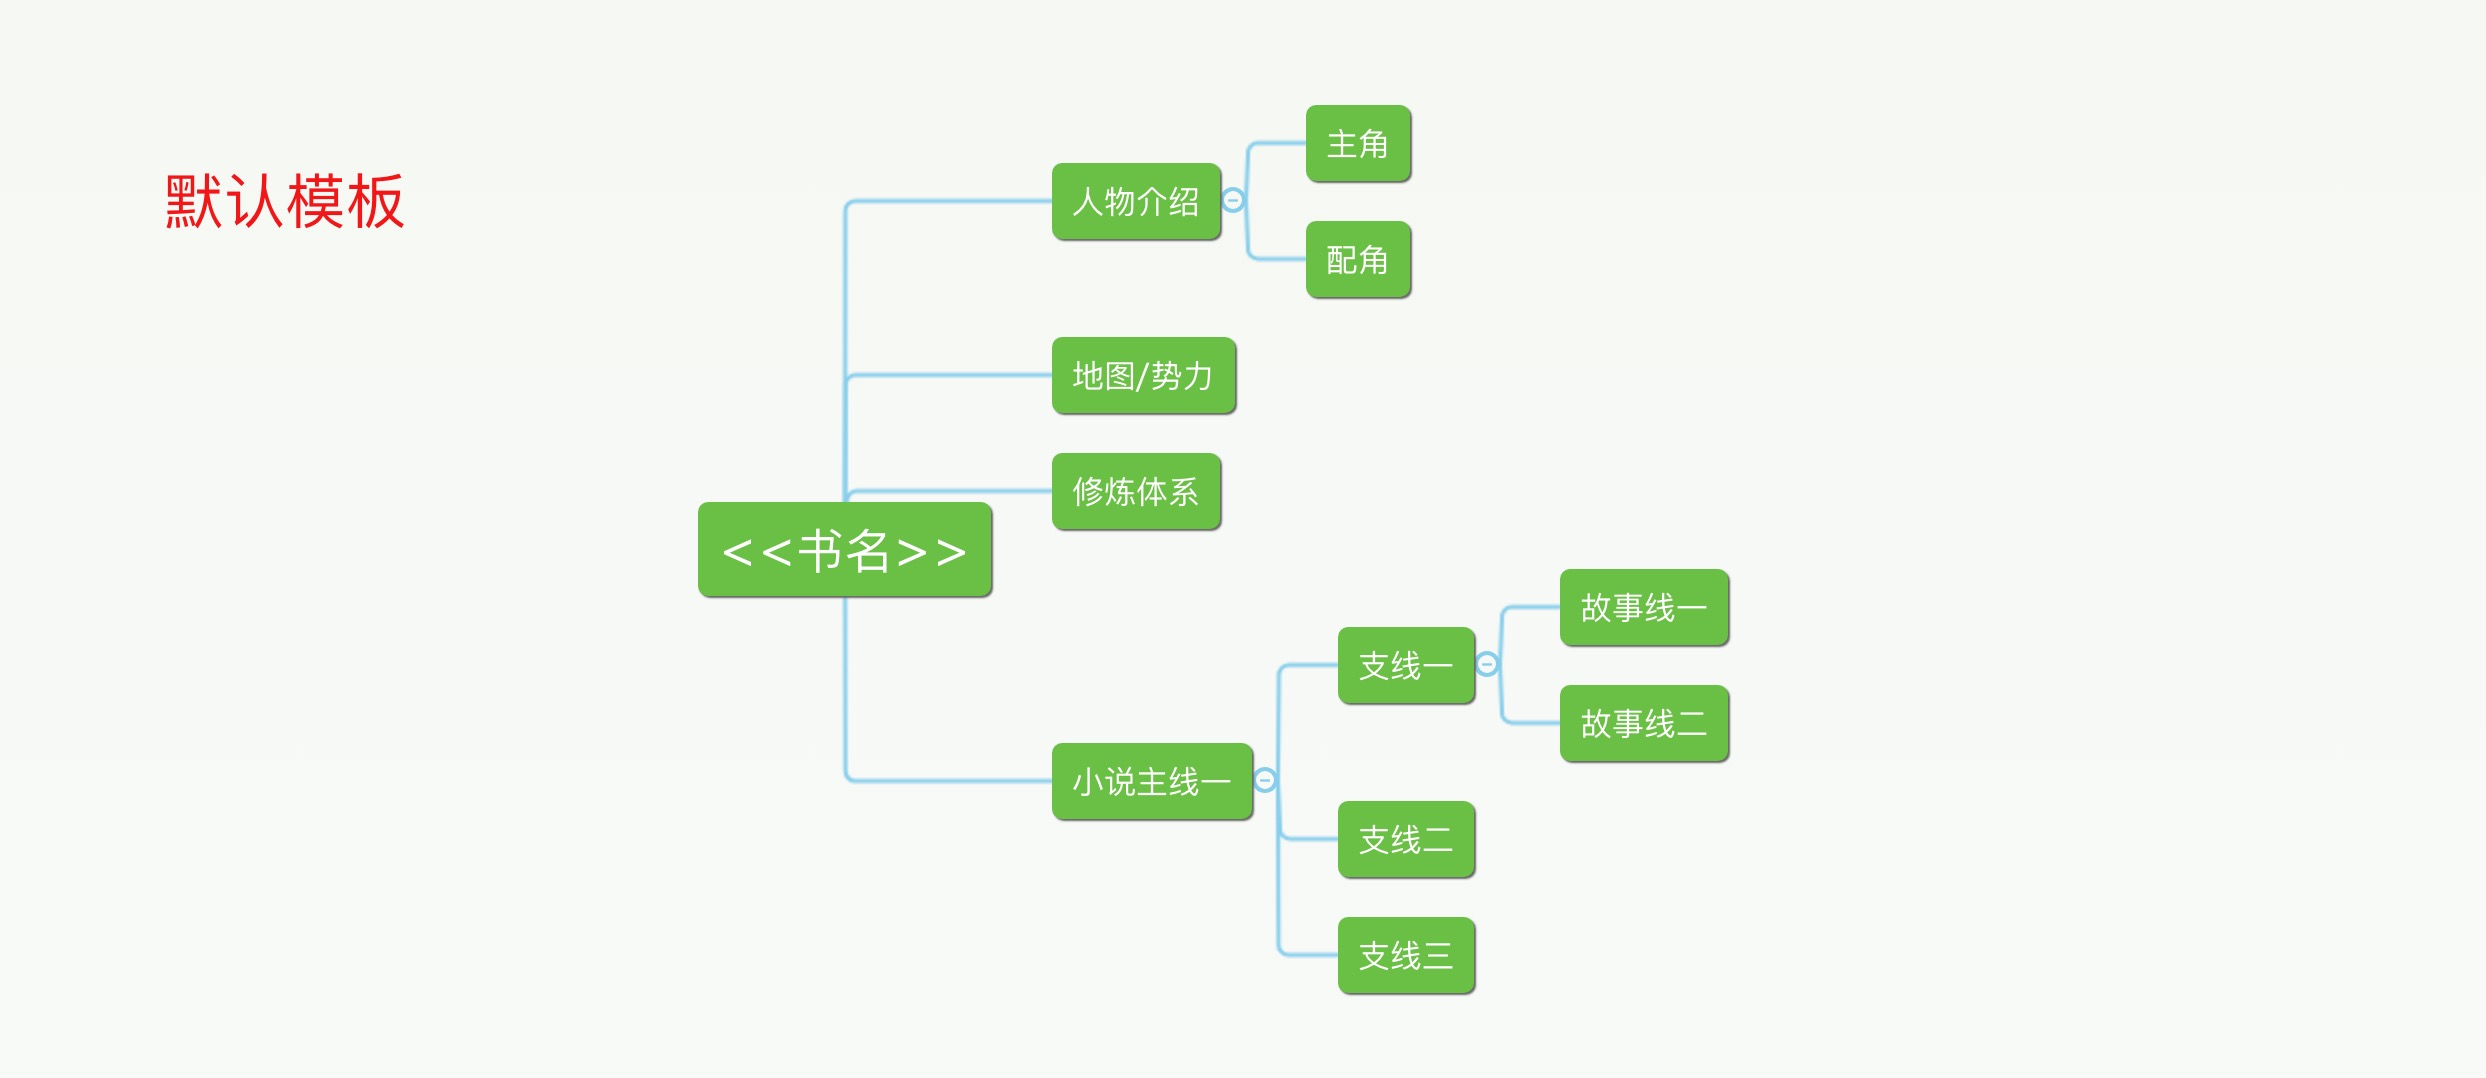 默认模板
<<书名>>
人物介绍
主角
配角
地图/势力
修炼体系
小说主线一
支线一
故事线一
故事线二
支线二
支线三